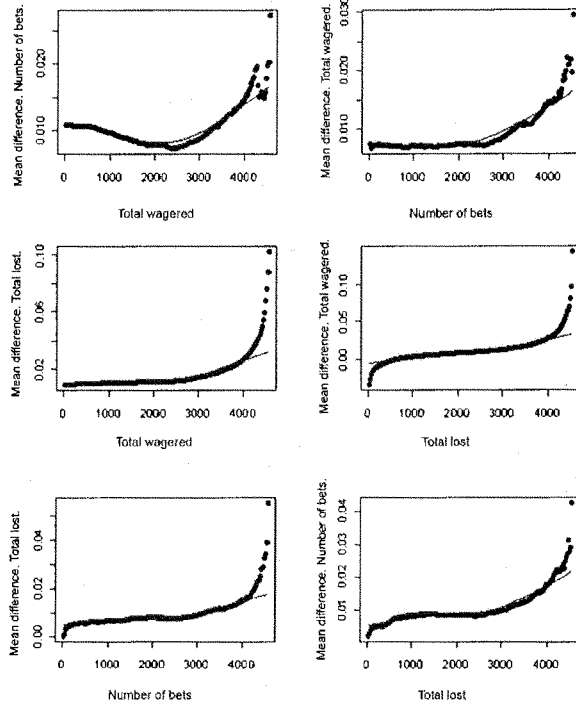 Mean difference. Number of bets.
0.010 0.020
0 1000 2000 3000 4000
Total wagered
Mean difference. Total wagered.
0.010 0.020 0.030
0 1000 2000 3000 4000
Number of bets
Mean difference. Total lost.
0.02 0.06 0.10
0 1000 2000 3000 4000
Total wagered
Mean difference. Total wagered.
0.00 0.05 0.10
0 1000 2000 3000 4000
Total lost
Mean difference. Total lost.
0.00 0.02 0.04
0 1000 2000 3000 4000
Number of bets
Mean difference. Number of bets.
0.01 0.02 0.03 0.04
0 1000 2000 3000 4000
Total lost